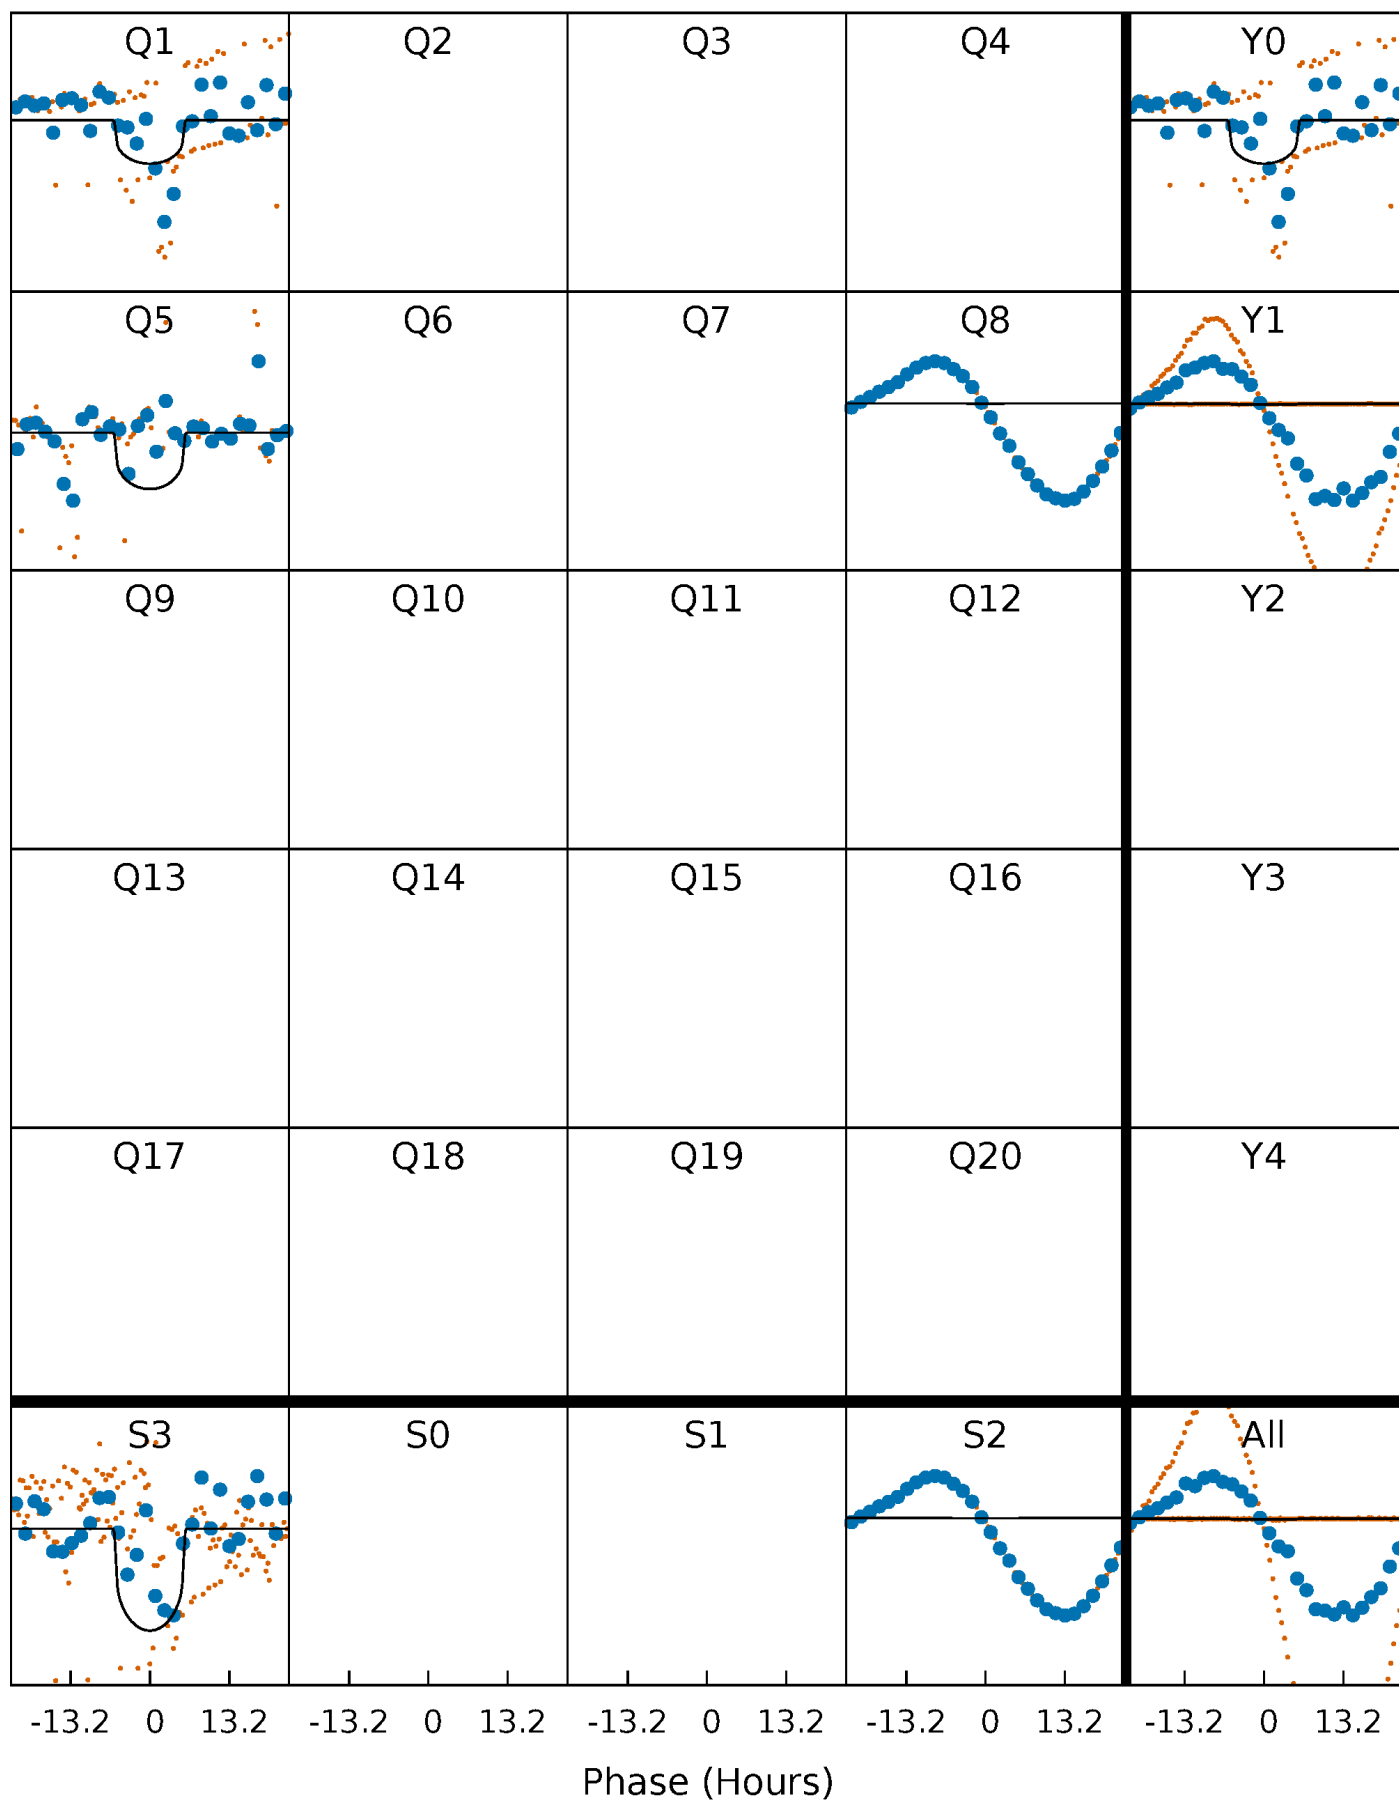 Q1 Q2 Q3 Q4 Y0
Q5 Q6 Q7 Q8 Y1
Q9 Q10 Q11 Q12 Y2
Q13 Q14 Q15 Q16 Y3
Q17 Q18 Q19 Q20 Y4
S3 S0 S1 S2 All
-13.2 0 13.2 -13.2 0 13.2 -13.2 0 13.2 -13.2 0 13.2 -13.2 0 13.2
Phase (Hours)